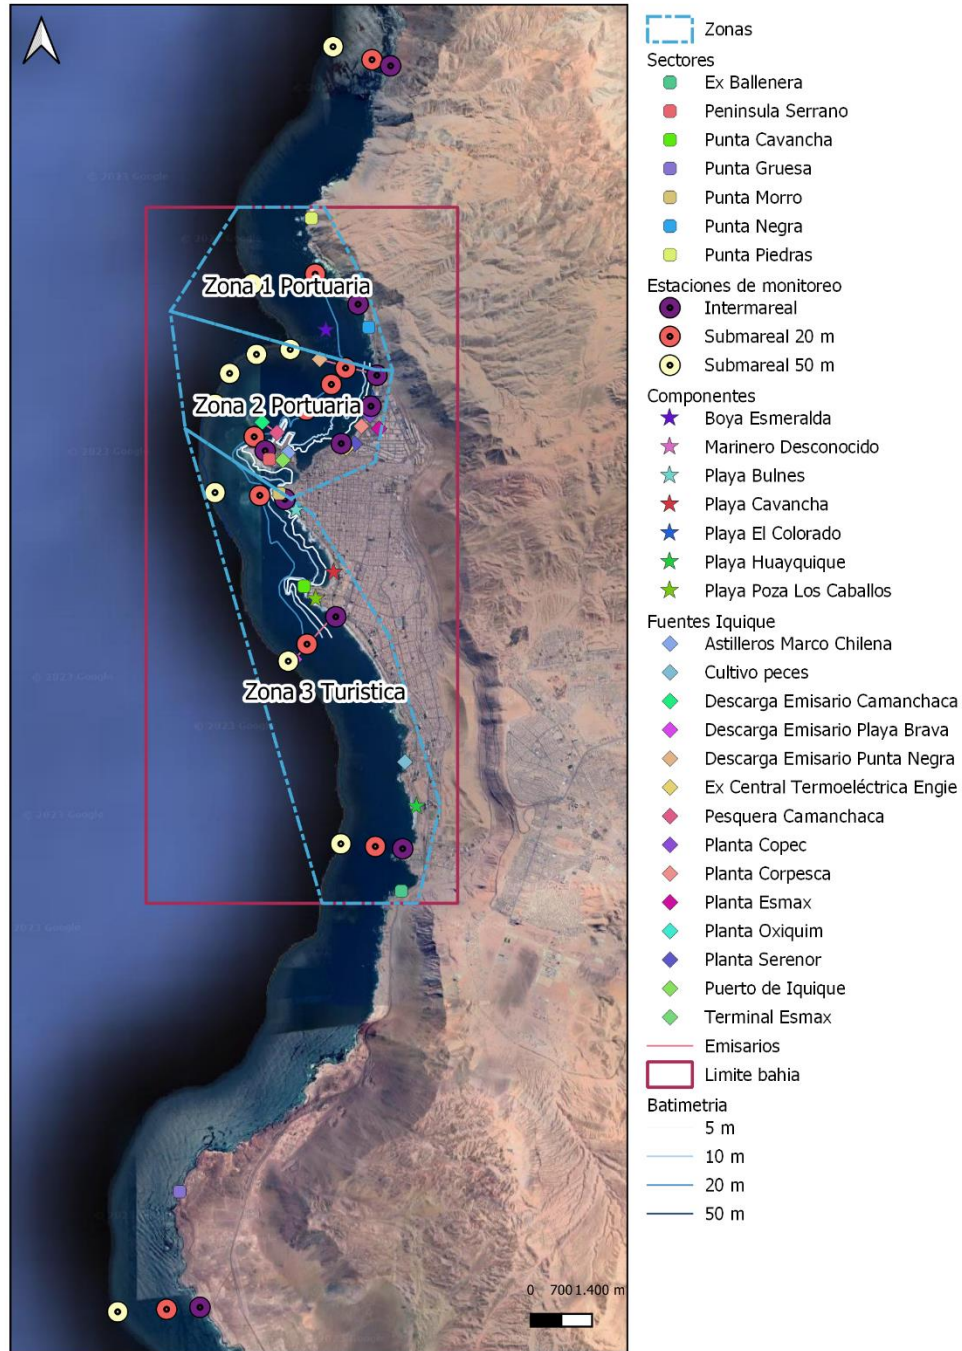 Zona 1 Portuaria
Zona 2 Portuaria
Zona 3 Turistica
0 700 1.400 m
Zonas
Sectores
Ex Ballenera
Peninsula Serrano
Punta Cavancha
Punta Gruesa
Punta Morro
Punta Negra
Punta Piedras
Estaciones de monitoreo
Intermareal
Submareal 20 m
Submareal 50 m
Componentes
Boya Esmeralda
Marinero Desconocido
Playa Bulnes
Playa Cavancha
Playa El Colorado
Playa Huayquique
Playa Poza Los Caballos
Fuentes Iquique
Astilleros Marco Chilena
Cultivo peces
Descarga Emisario Camanchaca
Descarga Emisario Playa Brava
Descarga Emisario Punta Negra
Ex Central Termoeléctrica Engie
Pesquera Camanchaca
Planta Copec
Planta Corpesca
Planta Esmax
Planta Oxiquim
Planta Serenor
Puerto de Iquique
Terminal Esmax
Emisarios
Limite bahia
Batimetria
5 m
10 m
20 m
50 m